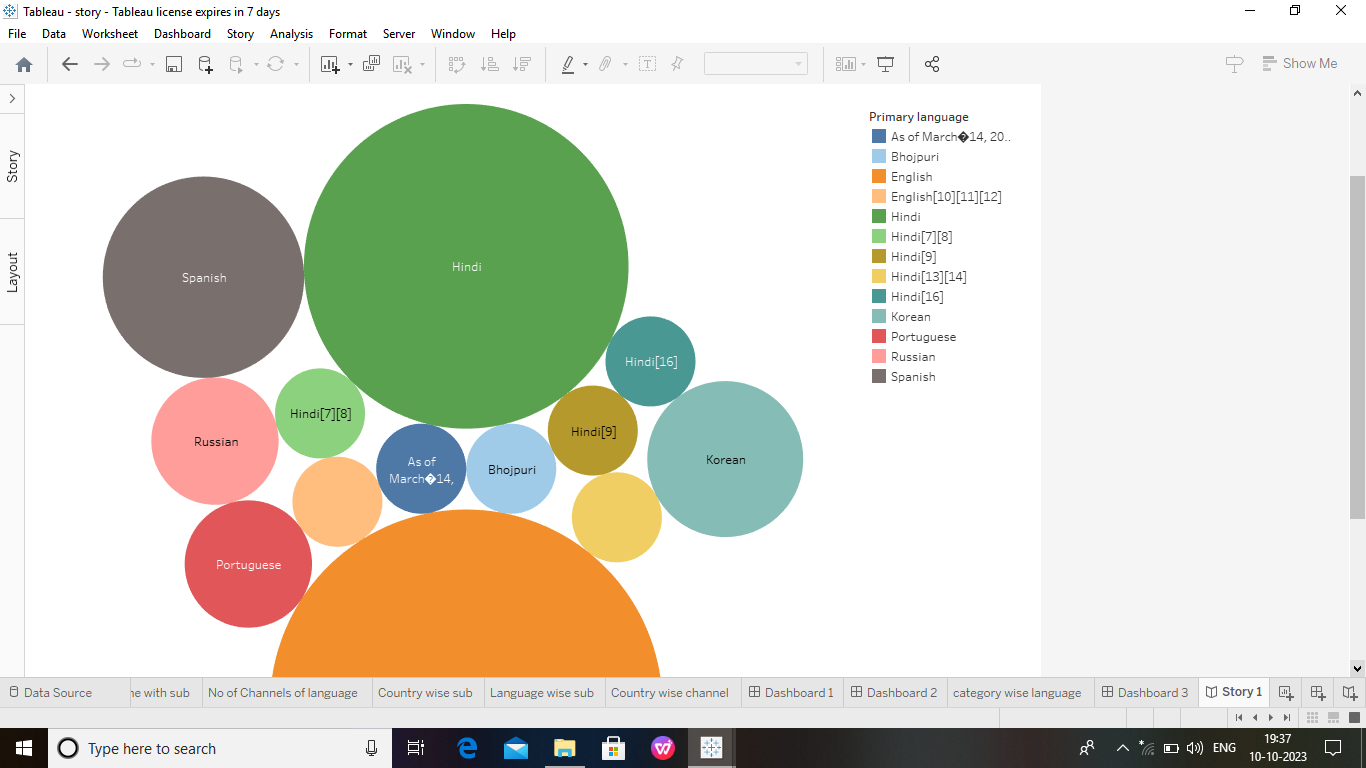 Tableau - story - Tableau license expires in 7 days
File Data Worksheet Dashboard Story Analysis Format Server Window Help
Show Me
Story
Layout
Primary language
As of March�14, 20..
Bhojpuri
English
English[10][11][12]
Hindi
Hindi[7][8]
Hindi[9]
Hindi[13][14]
Hindi[16]
Korean
Portuguese
Russian
Spanish
Hindi
Spanish
Hindi[16]
Hindi[7][8]
Hindi[9]
Russian
Korean
As of
March�14,
Bhojpuri
Portuguese
Data Source ne with sub No of Channels of language Country wise sub Language wise sub Country wise channel Dashboard 1 Dashboard 2 category wise language Dashboard 3 Story 1
Type here to search
ENG
19:37
10-10-2023